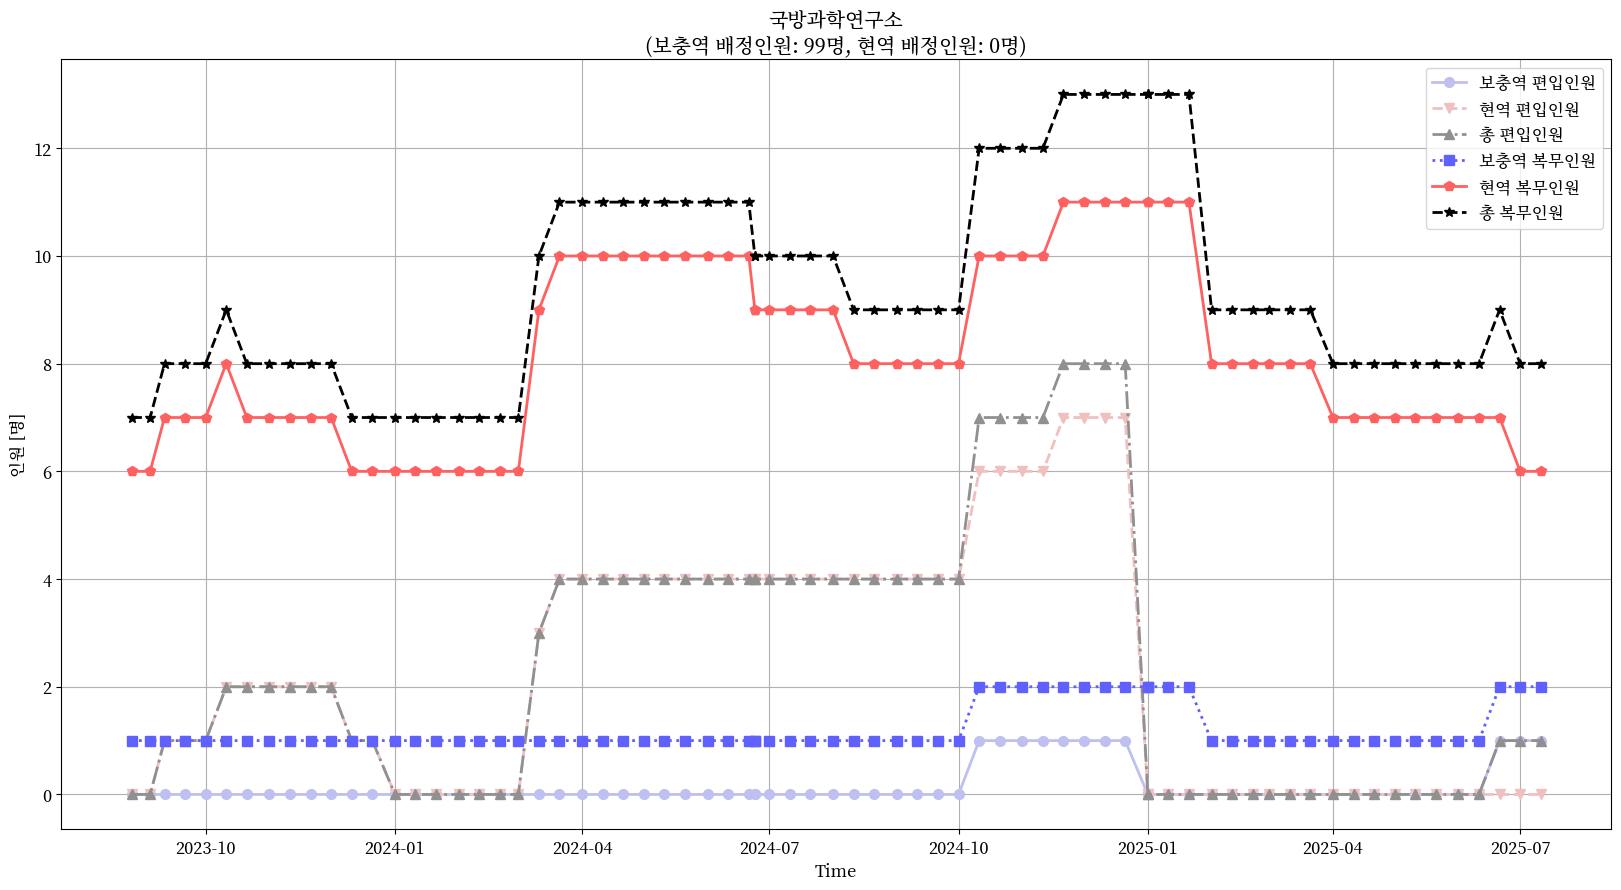 국방과학연구소
(보충역 배정인원: 99명, 현역 배정인원: 0명)
보충역 편입인원
현역 편입인원
총 편입인원
보충역 복무인원
현역 복무인원
총 복무인원
인원 [명]
12
10
8
6
4
2
0
2023-10 2024-01 2024-04 2024-07 2024-10 2025-01 2025-04 2025-07
Time